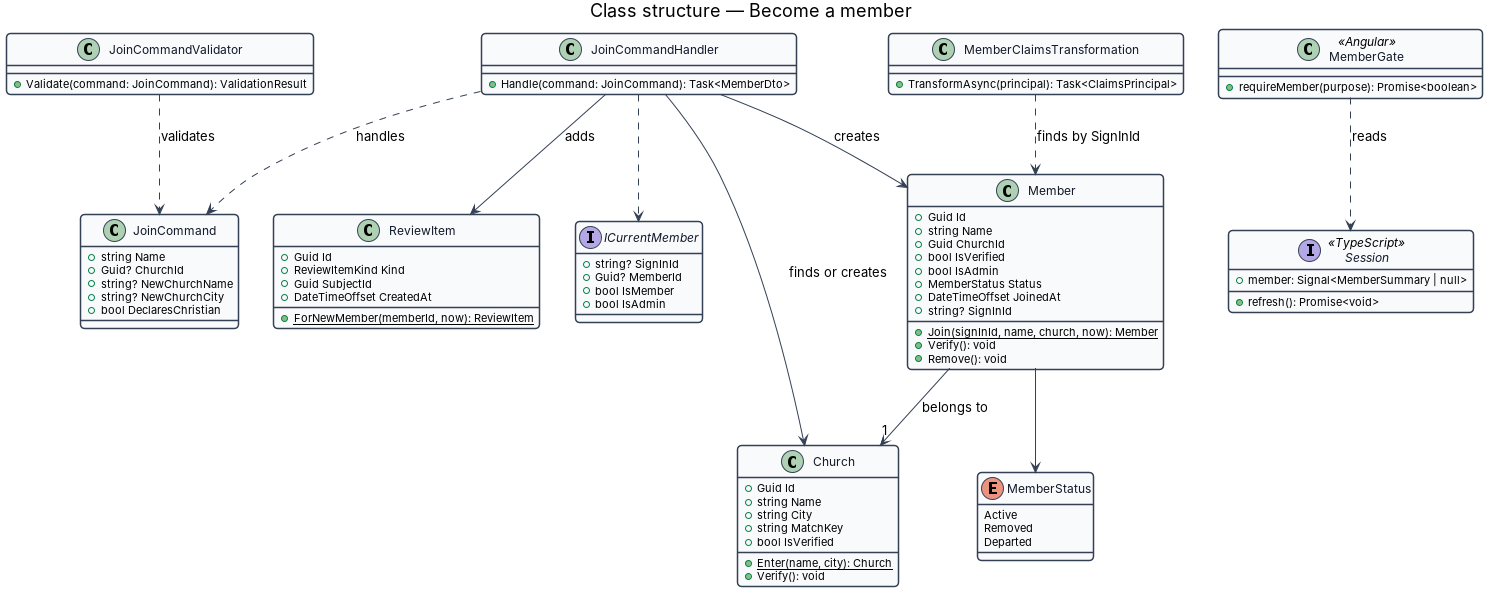 Class structure — Become a member
C JoinCommandValidator
Validate(command: JoinCommand): ValidationResult
C JoinCommandHandler
Handle(command: JoinCommand): Task<MemberDto>
C MemberClaimsTransformation
TransformAsync(principal): Task<ClaimsPrincipal>
C «Angular»
MemberGate
requireMember(purpose): Promise<boolean>
validates
handles
adds
creates
finds by SignInId
reads
C JoinCommand
string Name
Guid? ChurchId
string? NewChurchName
string? NewChurchCity
bool DeclaresChristian
C ReviewItem
Guid Id
ReviewItemKind Kind
Guid SubjectId
DateTimeOffset CreatedAt
ForNewMember(memberId, now): ReviewItem
I ICurrentMember
string? SignInId
Guid? MemberId
bool IsMember
bool IsAdmin
finds or creates
C Member
Guid Id
string Name
Guid ChurchId
bool IsVerified
bool IsAdmin
MemberStatus Status
DateTimeOffset JoinedAt
string? SignInId
Join(signInId, name, church, now): Member
Verify(): void
Remove(): void
I «TypeScript»
Session
member: Signal<MemberSummary | null>
refresh(): Promise<void>
belongs to
1
C Church
Guid Id
string Name
string City
string MatchKey
bool IsVerified
Enter(name, city): Church
Verify(): void
E MemberStatus
Active
Removed
Departed